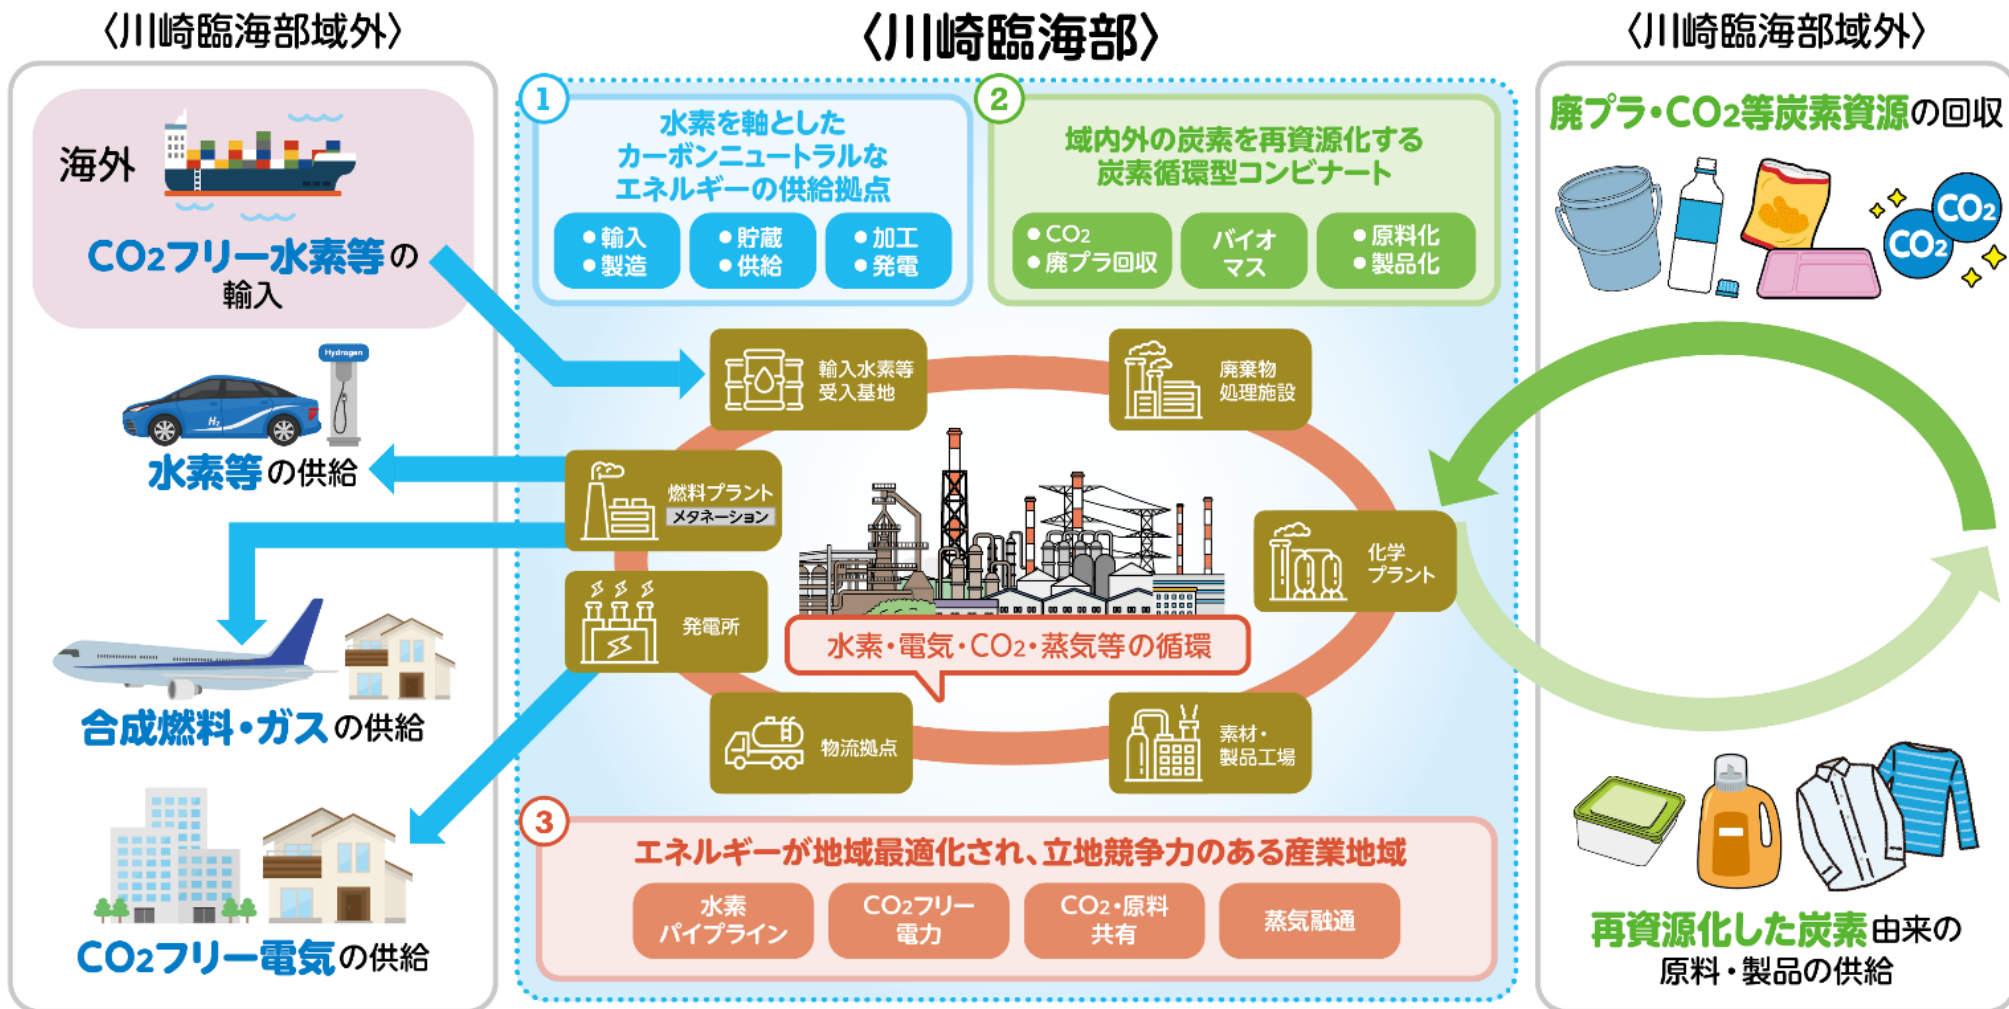 〈川崎臨海部域外〉
海外
CO2フリー水素等の
輸入
Hydrogen
H2
水素等の供給
合成燃料・ガスの供給
CO2フリー電気の供給
〈川崎臨海部〉
1
水素を軸とした
カーボンニュートラルな
エネルギーの供給拠点
● 輸入
● 製造
● 貯蔵
● 供給
● 加工
● 発電
2
域内外の炭素を再資源化する
炭素循環型コンビナート
● CO2
● 廃プラ回収
バイオ
マス
● 原料化
● 製品化
輸入水素等
受入基地
廃棄物
処理施設
燃料プラント
メタネーション
化学
プラント
発電所
水素・電気・CO2・蒸気等の循環
物流拠点
素材・
製品工場
3
エネルギーが地域最適化され、立地競争力のある産業地域
水素
パイプライン
CO2フリー
電力
CO2・原料
共有
蒸気融通
〈川崎臨海部域外〉
廃プラ・CO2等炭素資源の回収
CO2
CO2
再資源化した炭素由来の
原料・製品の供給